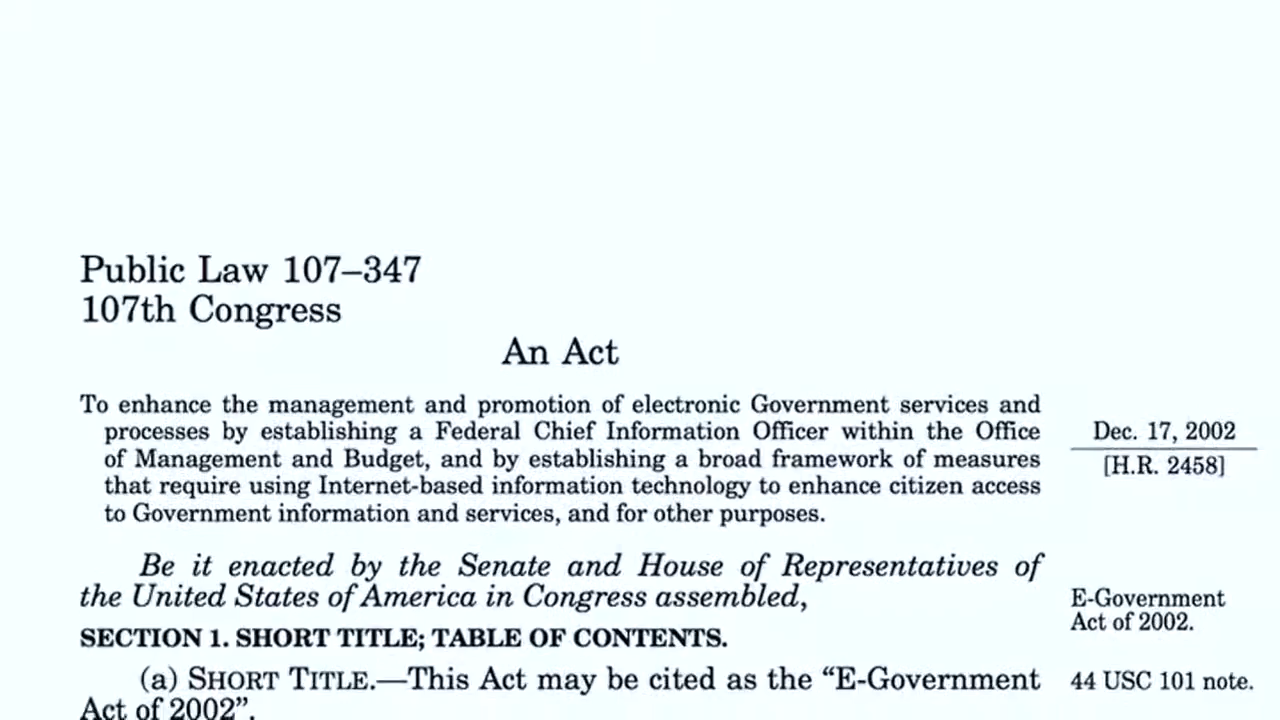 Public Law 107–347
107th Congress
An Act
To enhance the management and promotion of electronic Government services and
processes by establishing a Federal Chief Information Officer within the Office
of Management and Budget, and by establishing a broad framework of measures
that require using Internet-based information technology to enhance citizen access
to Government information and services, and for other purposes.
Dec. 17, 2002
[H.R. 2458]
Be it enacted by the Senate and House of Representatives of
the United States of America in Congress assembled,
E-Government
Act of 2002.
SECTION 1. SHORT TITLE; TABLE OF CONTENTS.
(a) SHORT TITLE.—This Act may be cited as the “E-Government
Act of 2002”.
44 USC 101 note.